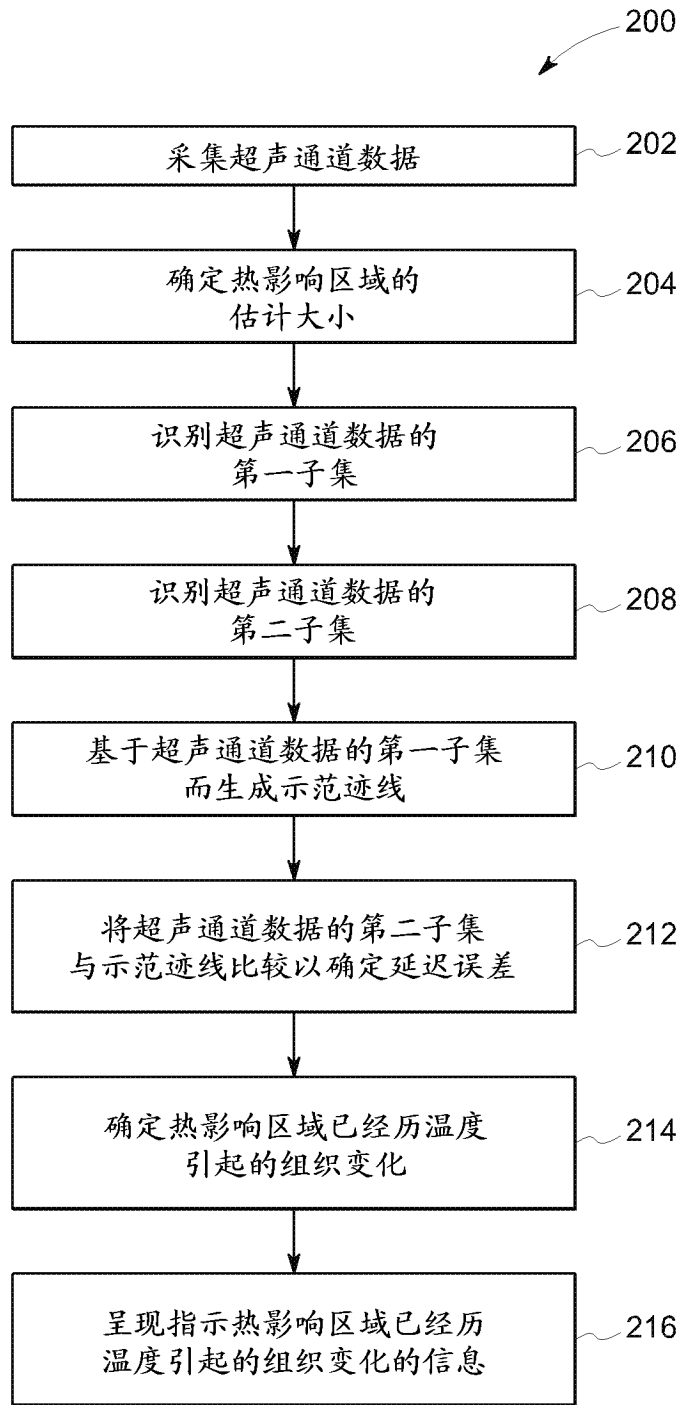 200
采集超声通道数据
202
确定热影响区域的
估计大小
204
识别超声通道数据的
第一子集
206
识别超声通道数据的
第二子集
208
基于超声通道数据的第一子集
而生成示范迹线
210
将超声通道数据的第二子集
与示范迹线比较以确定延迟误差
212
确定热影响区域已经历温度
引起的组织变化
214
呈现指示热影响区域已经历
温度引起的组织变化的信息
216